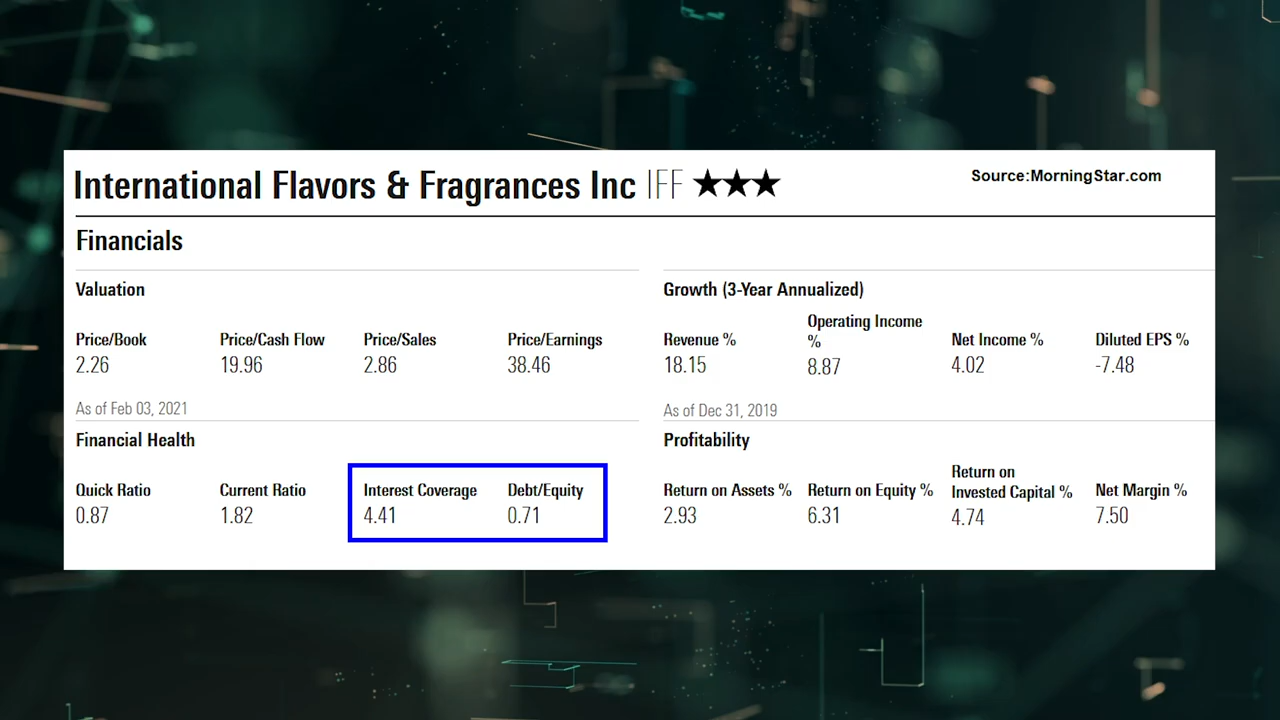 International Flavors & Fragrances Inc IFF ★★★
Source:MorningStar.com
Financials
Valuation
Price/Book Price/Cash Flow Price/Sales Price/Earnings
2.26 19.96 2.86 38.46
As of Feb 03, 2021
Growth (3-Year Annualized)
Revenue % Operating Income % Net Income % Diluted EPS %
18.15 8.87 4.02 -7.48
As of Dec 31, 2019
Financial Health
Quick Ratio Current Ratio Interest Coverage Debt/Equity
0.87 1.82 4.41 0.71
Profitability
Return on Assets % Return on Equity % Return on Invested Capital % Net Margin %
2.93 6.31 4.74 7.50